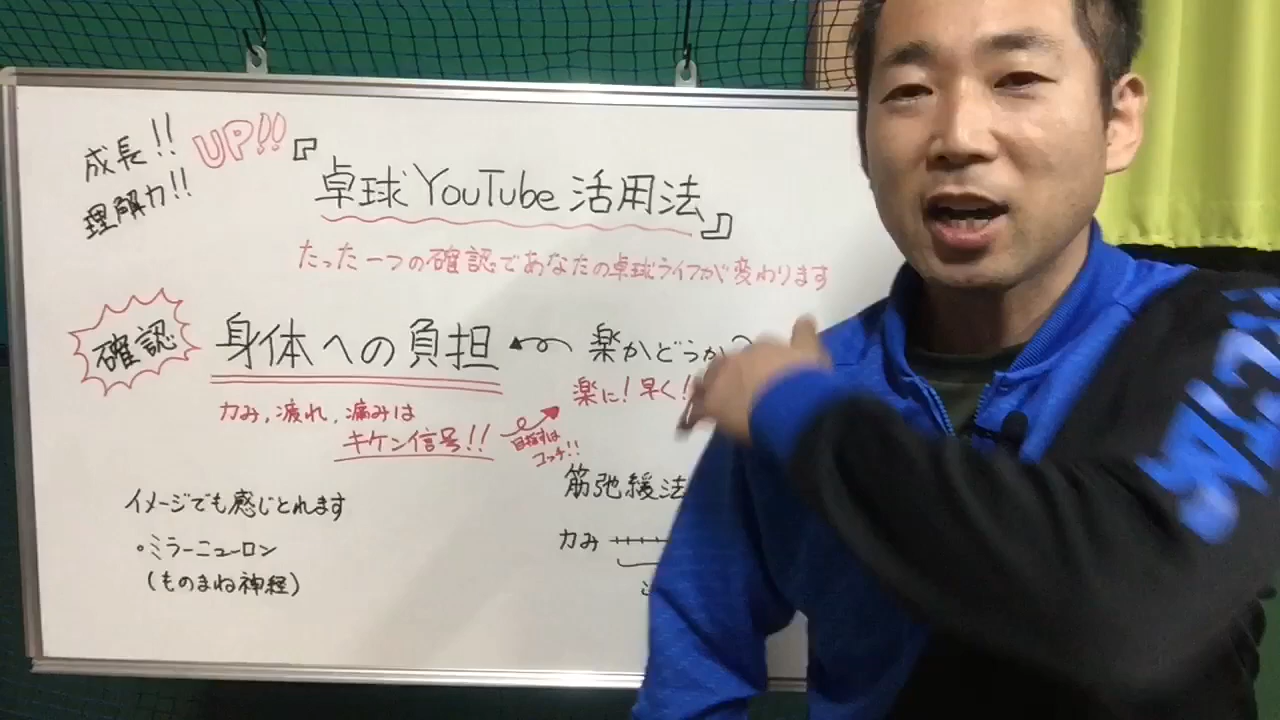 成長!!
理解力!!
UP!!
『卓球YouTube活用法』
たった一つの確認であなたの卓球ライフが変わります
確認
身体への負担
楽かどうか?
力み,疲れ,痛みは
キケン信号!!
目指すは
コッチ!!
楽に!早く!
イメージでも感じとれます
・ミラーニューロン
(ものまね神経)
筋弛緩法
力み